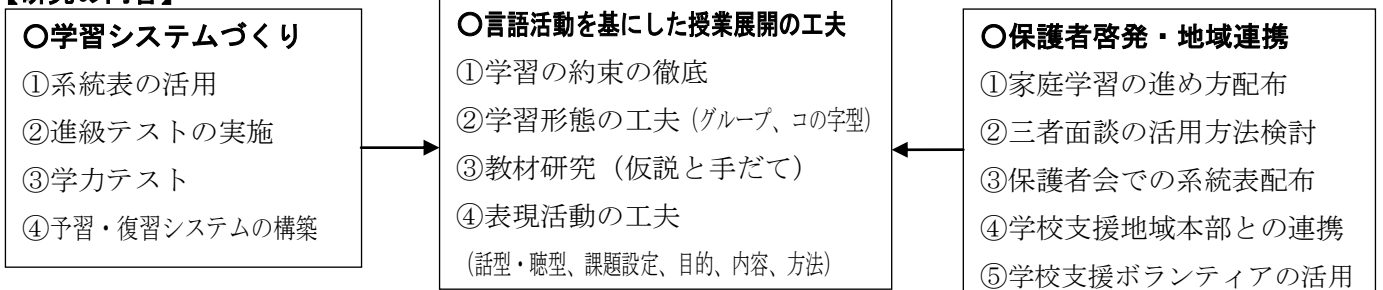 ○学習システムづくり
①系統表の活用
②進級テストの実施
③学力テスト
④予習・復習システムの構築
○言語活動を基にした授業展開の工夫
①学習の約束の徹底
②学習形態の工夫(グループ、コの字型)
③教材研究(仮説と手だて)
④表現活動の工夫
(話型・聴型、課題設定、目的、内容、方法)
○保護者啓発・地域連携
①家庭学習の進め方配布
②三者面談の活用方法検討
③保護者会での系統表配布
④学校支援地域本部との連携
⑤学校支援ボランティアの活用